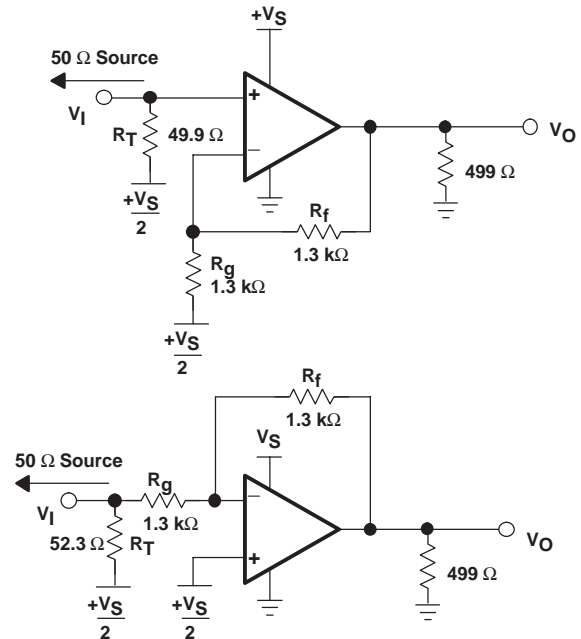 +VS
50 Ω Source
VI
+
RT
49.9 Ω
VO
−
499 Ω
+VS
2
Rf
1.3 kΩ
Rg
1.3 kΩ
+VS
2
Rf
1.3 kΩ
VS
50 Ω Source
Rg
−
VI
1.3 kΩ
52.3 Ω
RT
VO
+
499 Ω
+VS
2
+VS
2